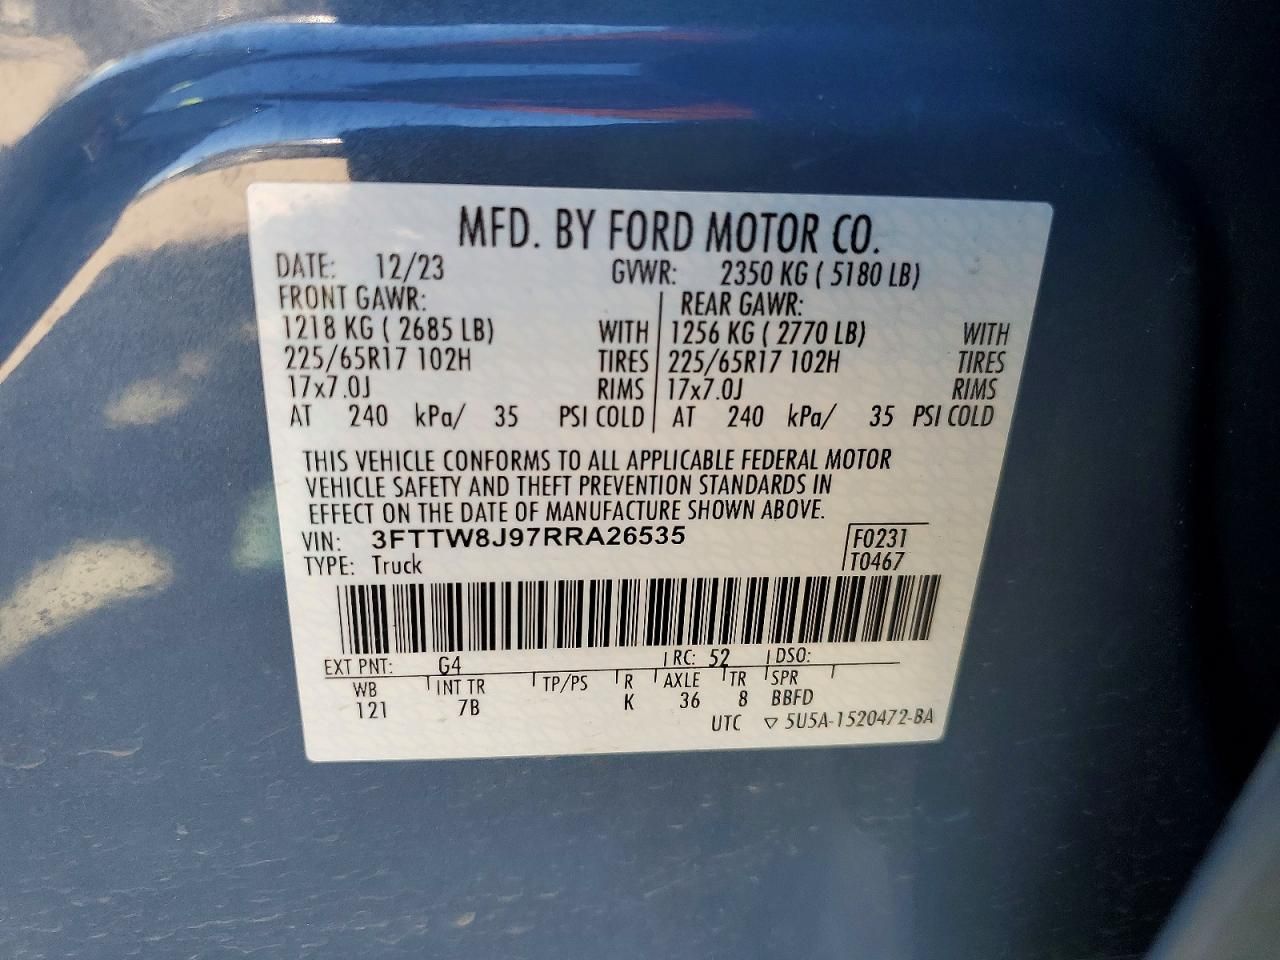 MFD. BY FORD MOTOR CO.
DATE: 12/23 GVWR: 2350 KG ( 5180 LB)
FRONT GAWR: REAR GAWR:
1218 KG ( 2685 LB) WITH 1256 KG ( 2770 LB) WITH
225/65R17 102H TIRES 225/65R17 102H TIRES
17x7.0J RIMS 17x7.0J RIMS
AT 240 kPa/ 35 PSI COLD AT 240 kPa/ 35 PSI COLD
THIS VEHICLE CONFORMS TO ALL APPLICABLE FEDERAL MOTOR
VEHICLE SAFETY AND THEFT PREVENTION STANDARDS IN
EFFECT ON THE DATE OF MANUFACTURE SHOWN ABOVE.
VIN: 3FTTW8J97RRA26535 F0231
TYPE: Truck T0467
EXT PNT: G4 RC: 52 DSO:
WB INT TR TP/PS R AXLE TR SPR
121 7B K 36 8 BBFD
UTC ▽ 5U5A-1520472-BA